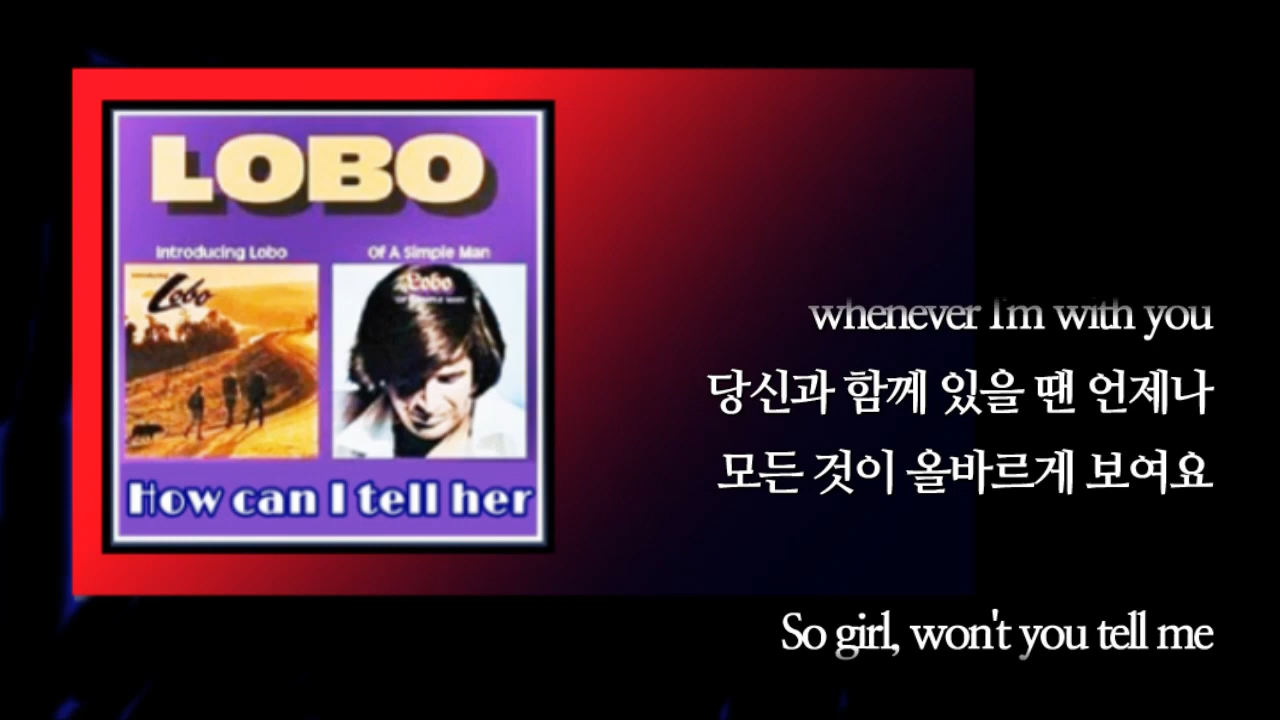 LOBO
Introducing Lobo
Of A Simple Man
Introducing
Lobo
Lobo
How can I tell her
whenever I'm with you
당신과 함께 있을 땐 언제나
모든 것이 올바르게 보여요
So girl, won't you tell me